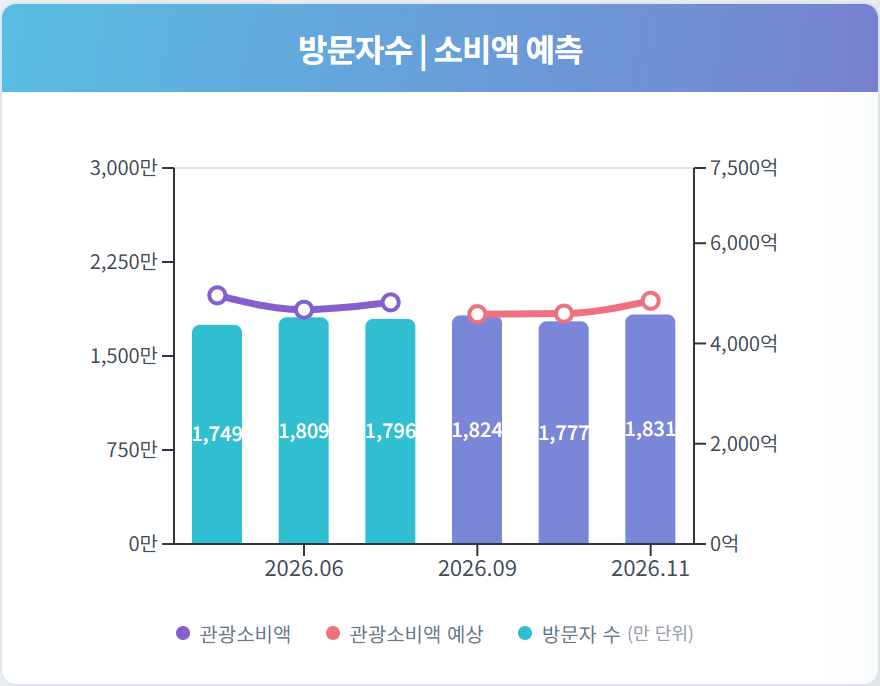 방문자수 | 소비액 예측
3,000만
7,500억
2,250만
6,000억
1,500만
4,000억
1,749
1,809
1,796
1,824
1,777
1,831
750만
2,000억
0만
0억
2026.06
2026.09
2026.11
관광소비액
관광소비액 예상
방문자 수 (만 단위)